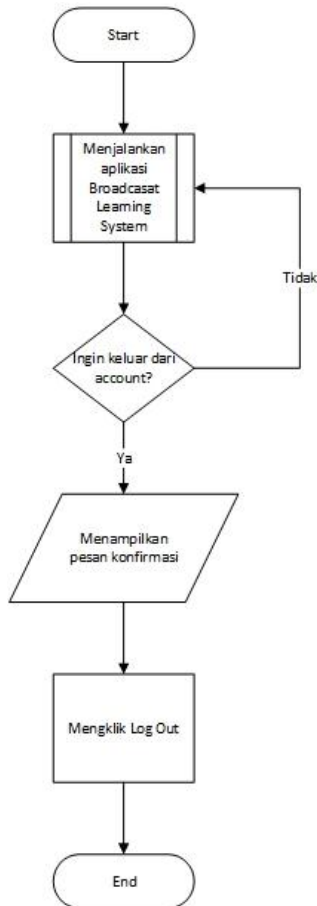 Start
Menjalankan
aplikasi
Broadcasat
Learning
System
Tidak
Ingin keluar dari
account?
Ya
Menampilkan
pesan konfirmasi
Mengklik Log Out
End